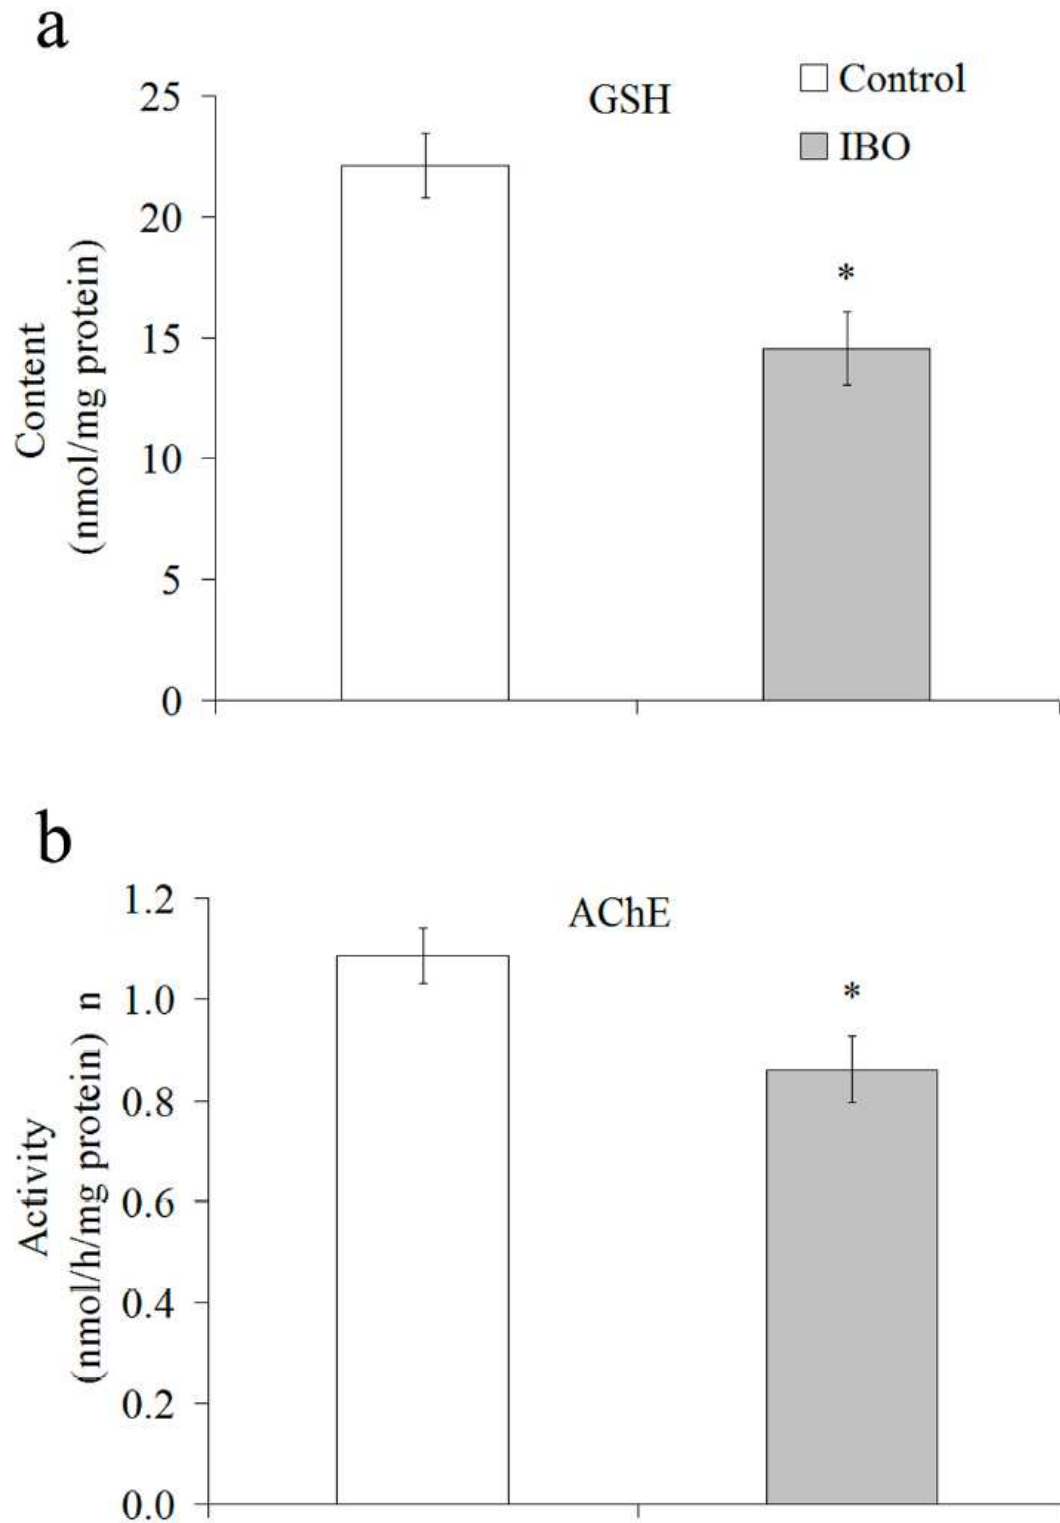 a
GSH
Control
IBO
25
20
15
10
5
0
Content
(nmol/mg protein)
*
b
AChE
1.2
1.0
0.8
0.6
0.4
0.2
0.0
Activity
(nmol/h/mg protein) n
*